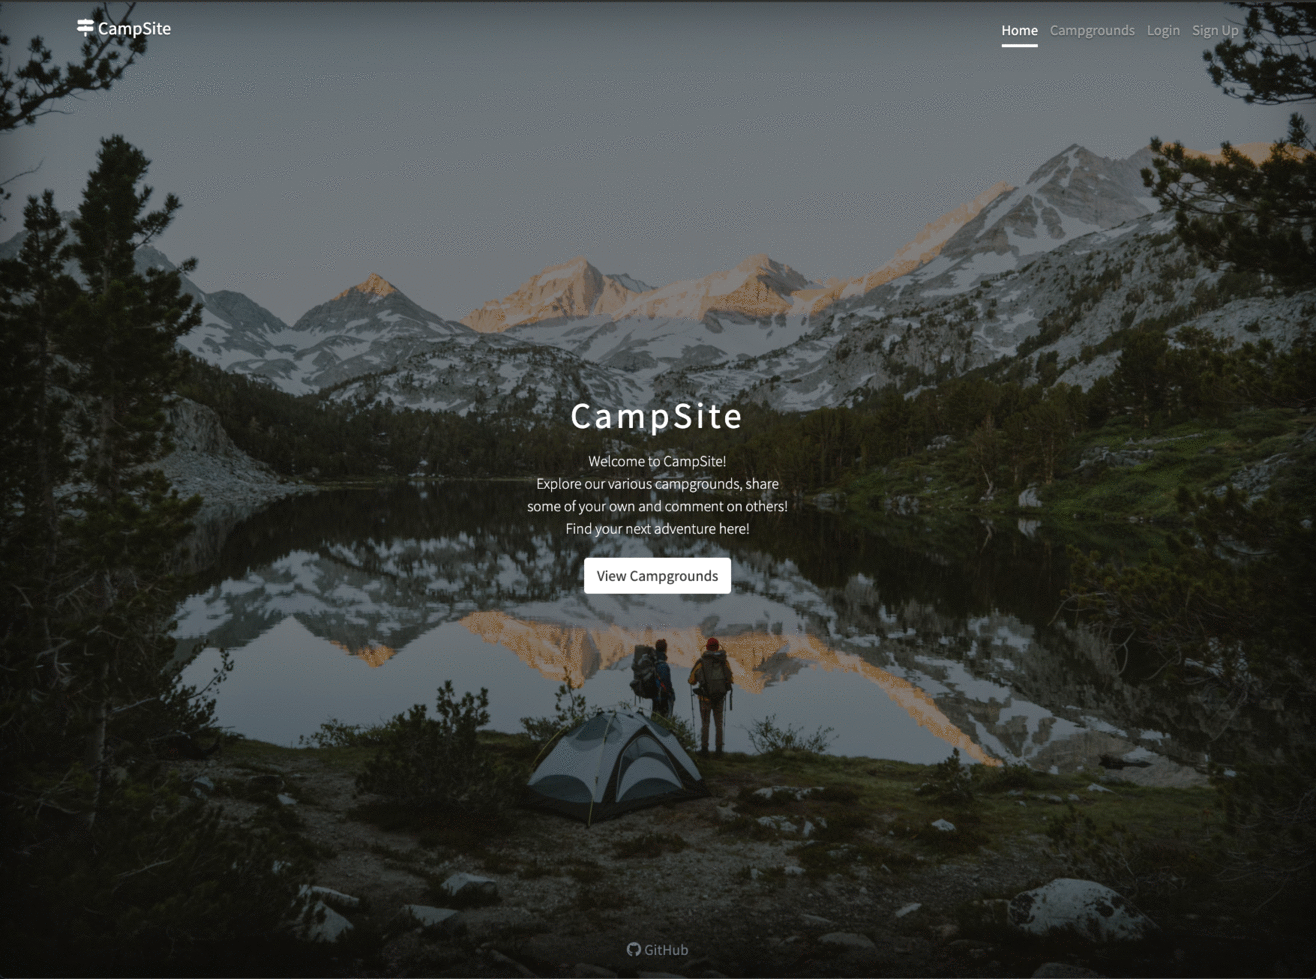 CampSite
Home Campgrounds Login Sign Up
CampSite
Welcome to CampSite!
Explore our various campgrounds, share
some of your own and comment on others!
Find your next adventure here!
View Campgrounds
GitHub